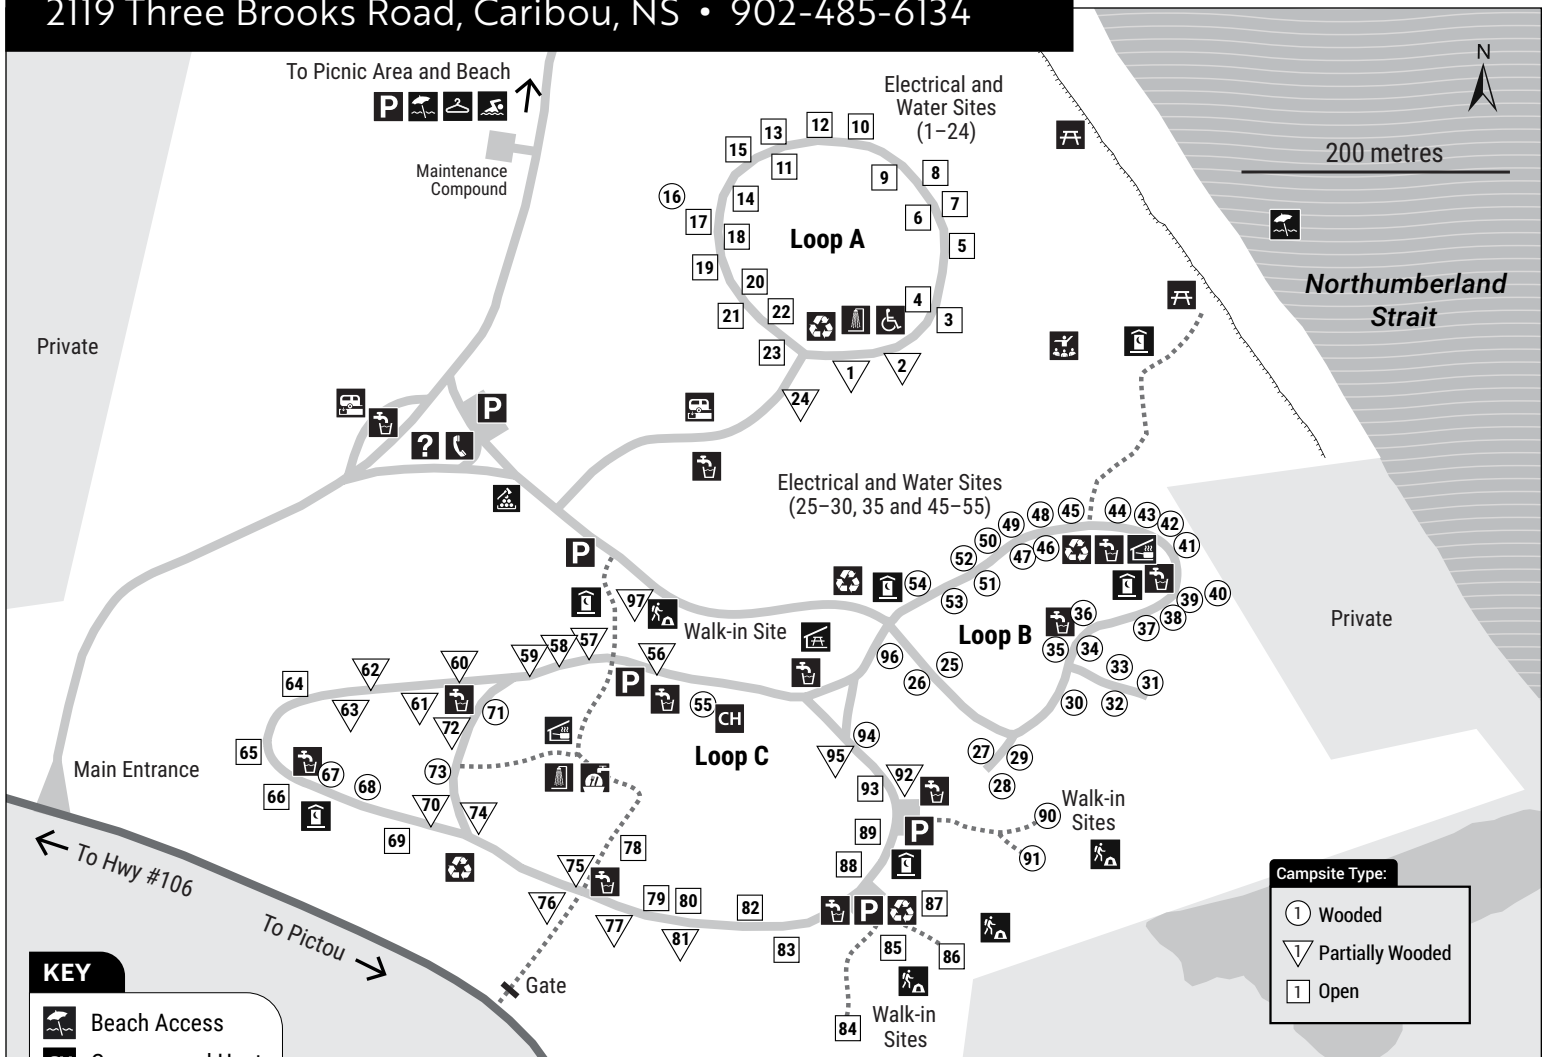 2119 Three Brooks Road, Caribou, NS • 902-485-6134
To Picnic Area and Beach
P
Maintenance
Compound
Electrical and
Water Sites
(1–24)
N
200 metres
Northumberland
Strait
Private
Loop A
12
10
13
15
11
9
8
16
14
7
17
6
18
5
19
20
4
21
22
3
23
1
2
24
P
?
Electrical and Water Sites
(25–30, 35 and 45–55)
P
97
Walk-in Site
Loop B
45
44
48
43
49
42
50
46
41
47
52
51
54
53
40
39
36
38
37
35
34
33
31
32
30
96
25
26
27
29
28
Private
56
57
58
59
60
62
64
63
61
72
71
P
55
CH
Loop C
65
66
67
68
73
70
74
69
94
95
92
93
89
P
88
90
91
Walk-in
Sites
78
75
76
77
79
80
81
82
83
P
87
85
86
84
Walk-in
Sites
Main Entrance
To Hwy #106
To Pictou
Gate
KEY
Beach Access
Campsite Type:
1 Wooded
1 Partially Wooded
1 Open